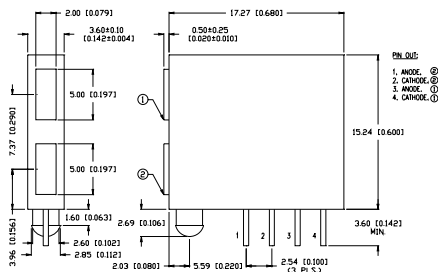 2.00 [0.079]
3.60±0.10
[0.142±0.004]
0.50±0.25
[0.020±0.010]
17.27 [0.680]
PIN OUT:
1, ANODE, ②
2, CATHODE, ②
3, ANODE, ①
4, CATHODE, ①
5.00 [0.197]
①
7.37 [0.290]
15.24 [0.600]
5.00 [0.197]
②
3.96 [0.156]
1.60 [0.063]
2.69 [0.106]
1 2 3 4
3.60 [0.142]
MIN.
2.60 [0.102]
2.85 [0.112]
2.03 [0.080]
5.59 [0.220]
2.54 [0.100]
(3 PLS.)